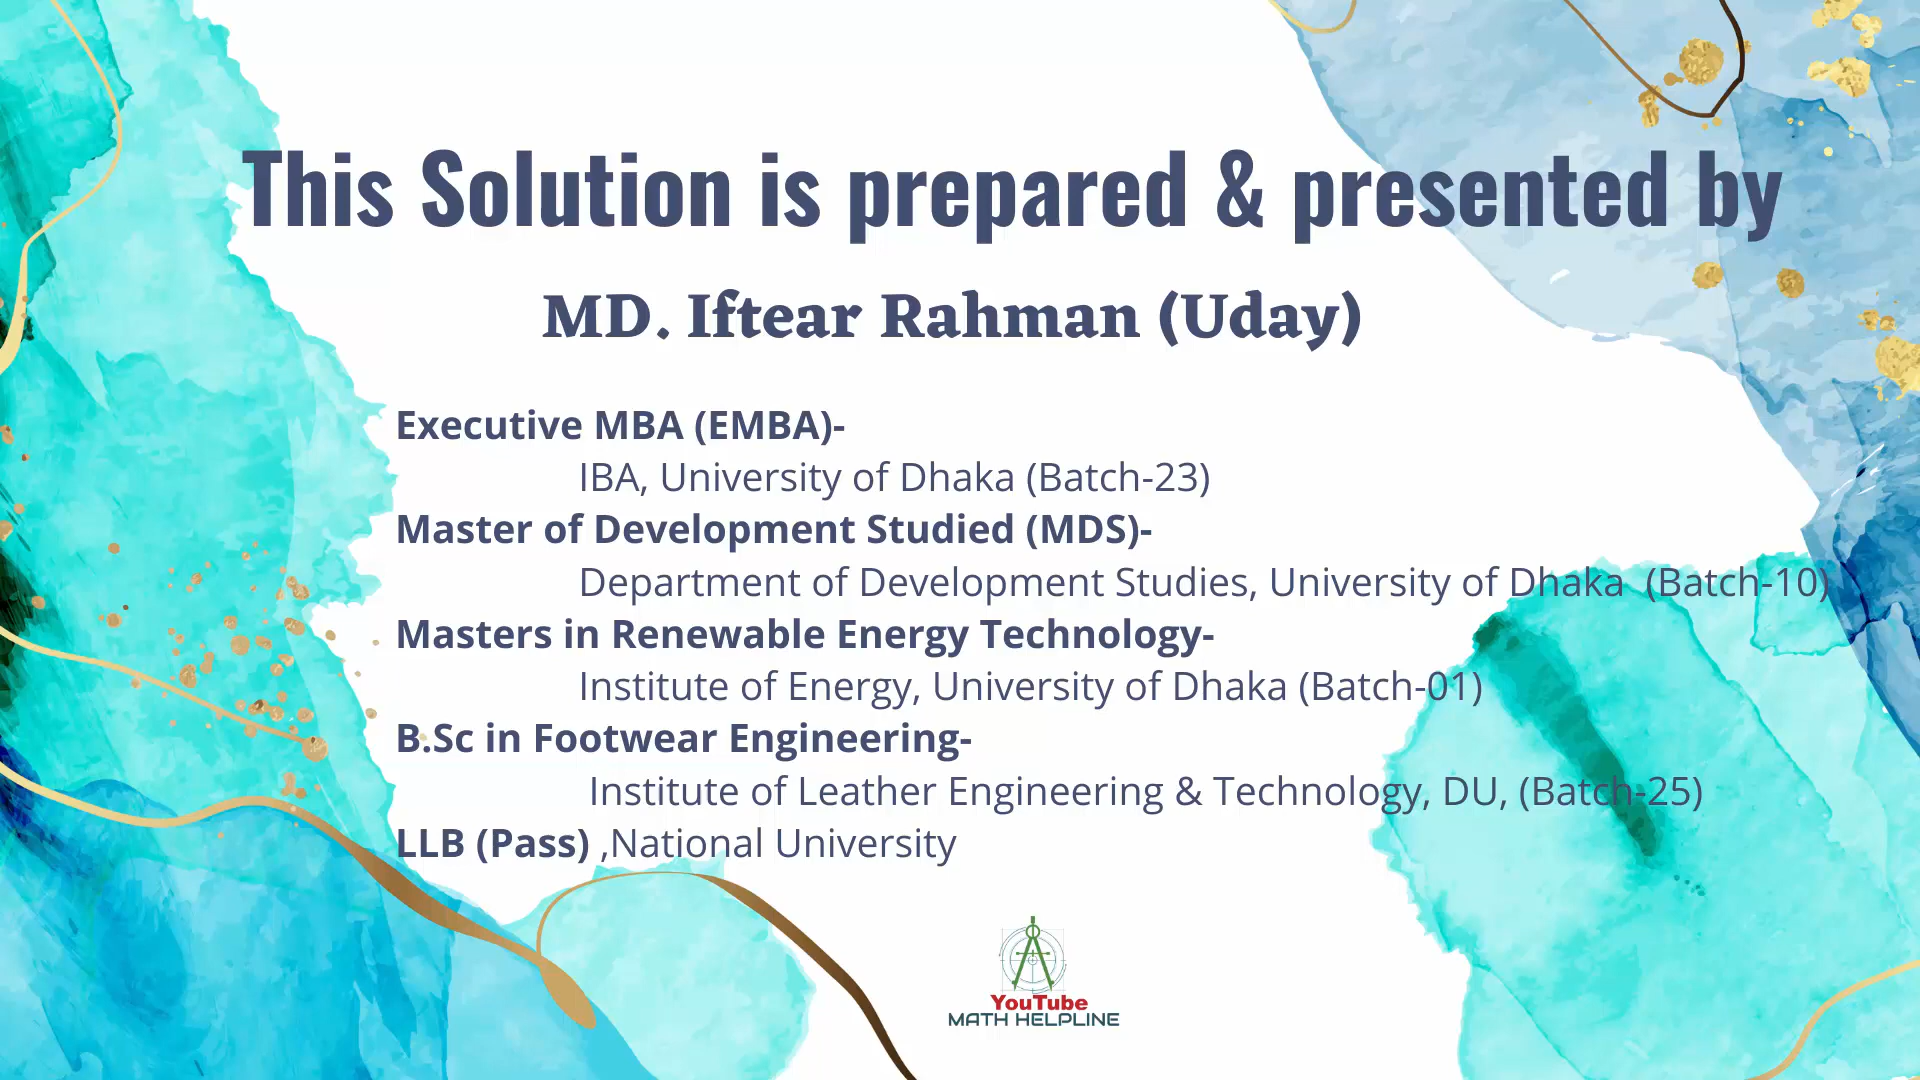 This Solution is prepared & presented by
MD. Iftear Rahman (Uday)
Executive MBA (EMBA)-
IBA, University of Dhaka (Batch-23)
Master of Development Studied (MDS)-
Department of Development Studies, University of Dhaka (Batch-10)
Masters in Renewable Energy Technology-
Institute of Energy, University of Dhaka (Batch-01)
B.Sc in Footwear Engineering-
Institute of Leather Engineering & Technology, DU, (Batch-25)
LLB (Pass) ,National University
YouTube
MATH HELPLINE